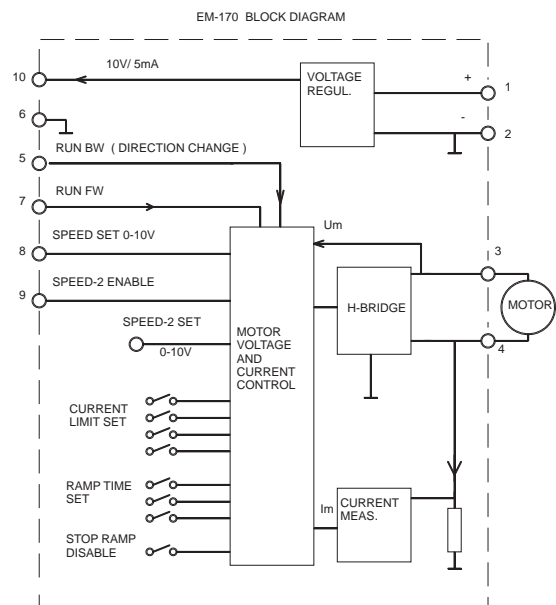 EM-170 BLOCK DIAGRAM
10
10V/ 5mA
VOLTAGE
REGUL.
+
1
6
-
2
5
RUN BW ( DIRECTION CHANGE )
7
RUN FW
Um
8
SPEED SET 0-10V
3
9
SPEED-2 ENABLE
H-BRIDGE
MOTOR
SPEED-2 SET
0-10V
4
MOTOR
VOLTAGE
AND
CURRENT
CONTROL
CURRENT
LIMIT SET
RAMP TIME
SET
Im
CURRENT
MEAS.
STOP RAMP
DISABLE